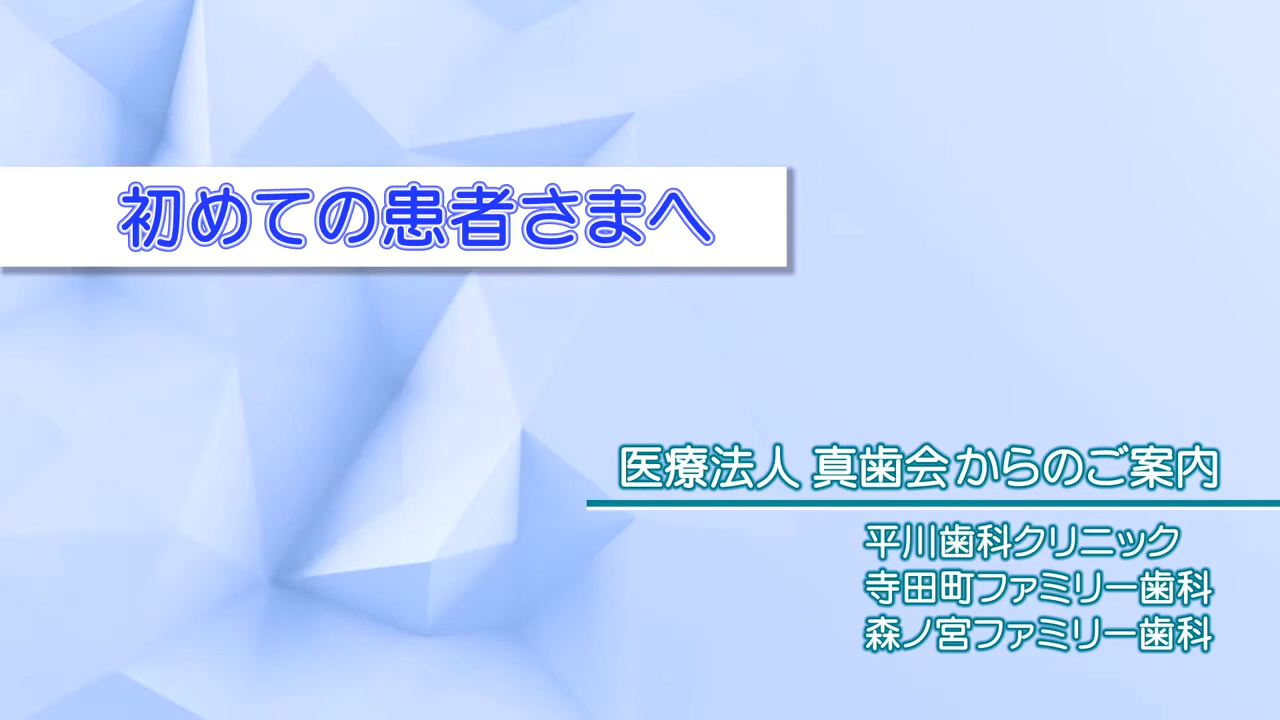 初めての患者さまへ
医療法人 真歯会からのご案内
平川歯科クリニック
寺田町ファミリー歯科
森ノ宮ファミリー歯科